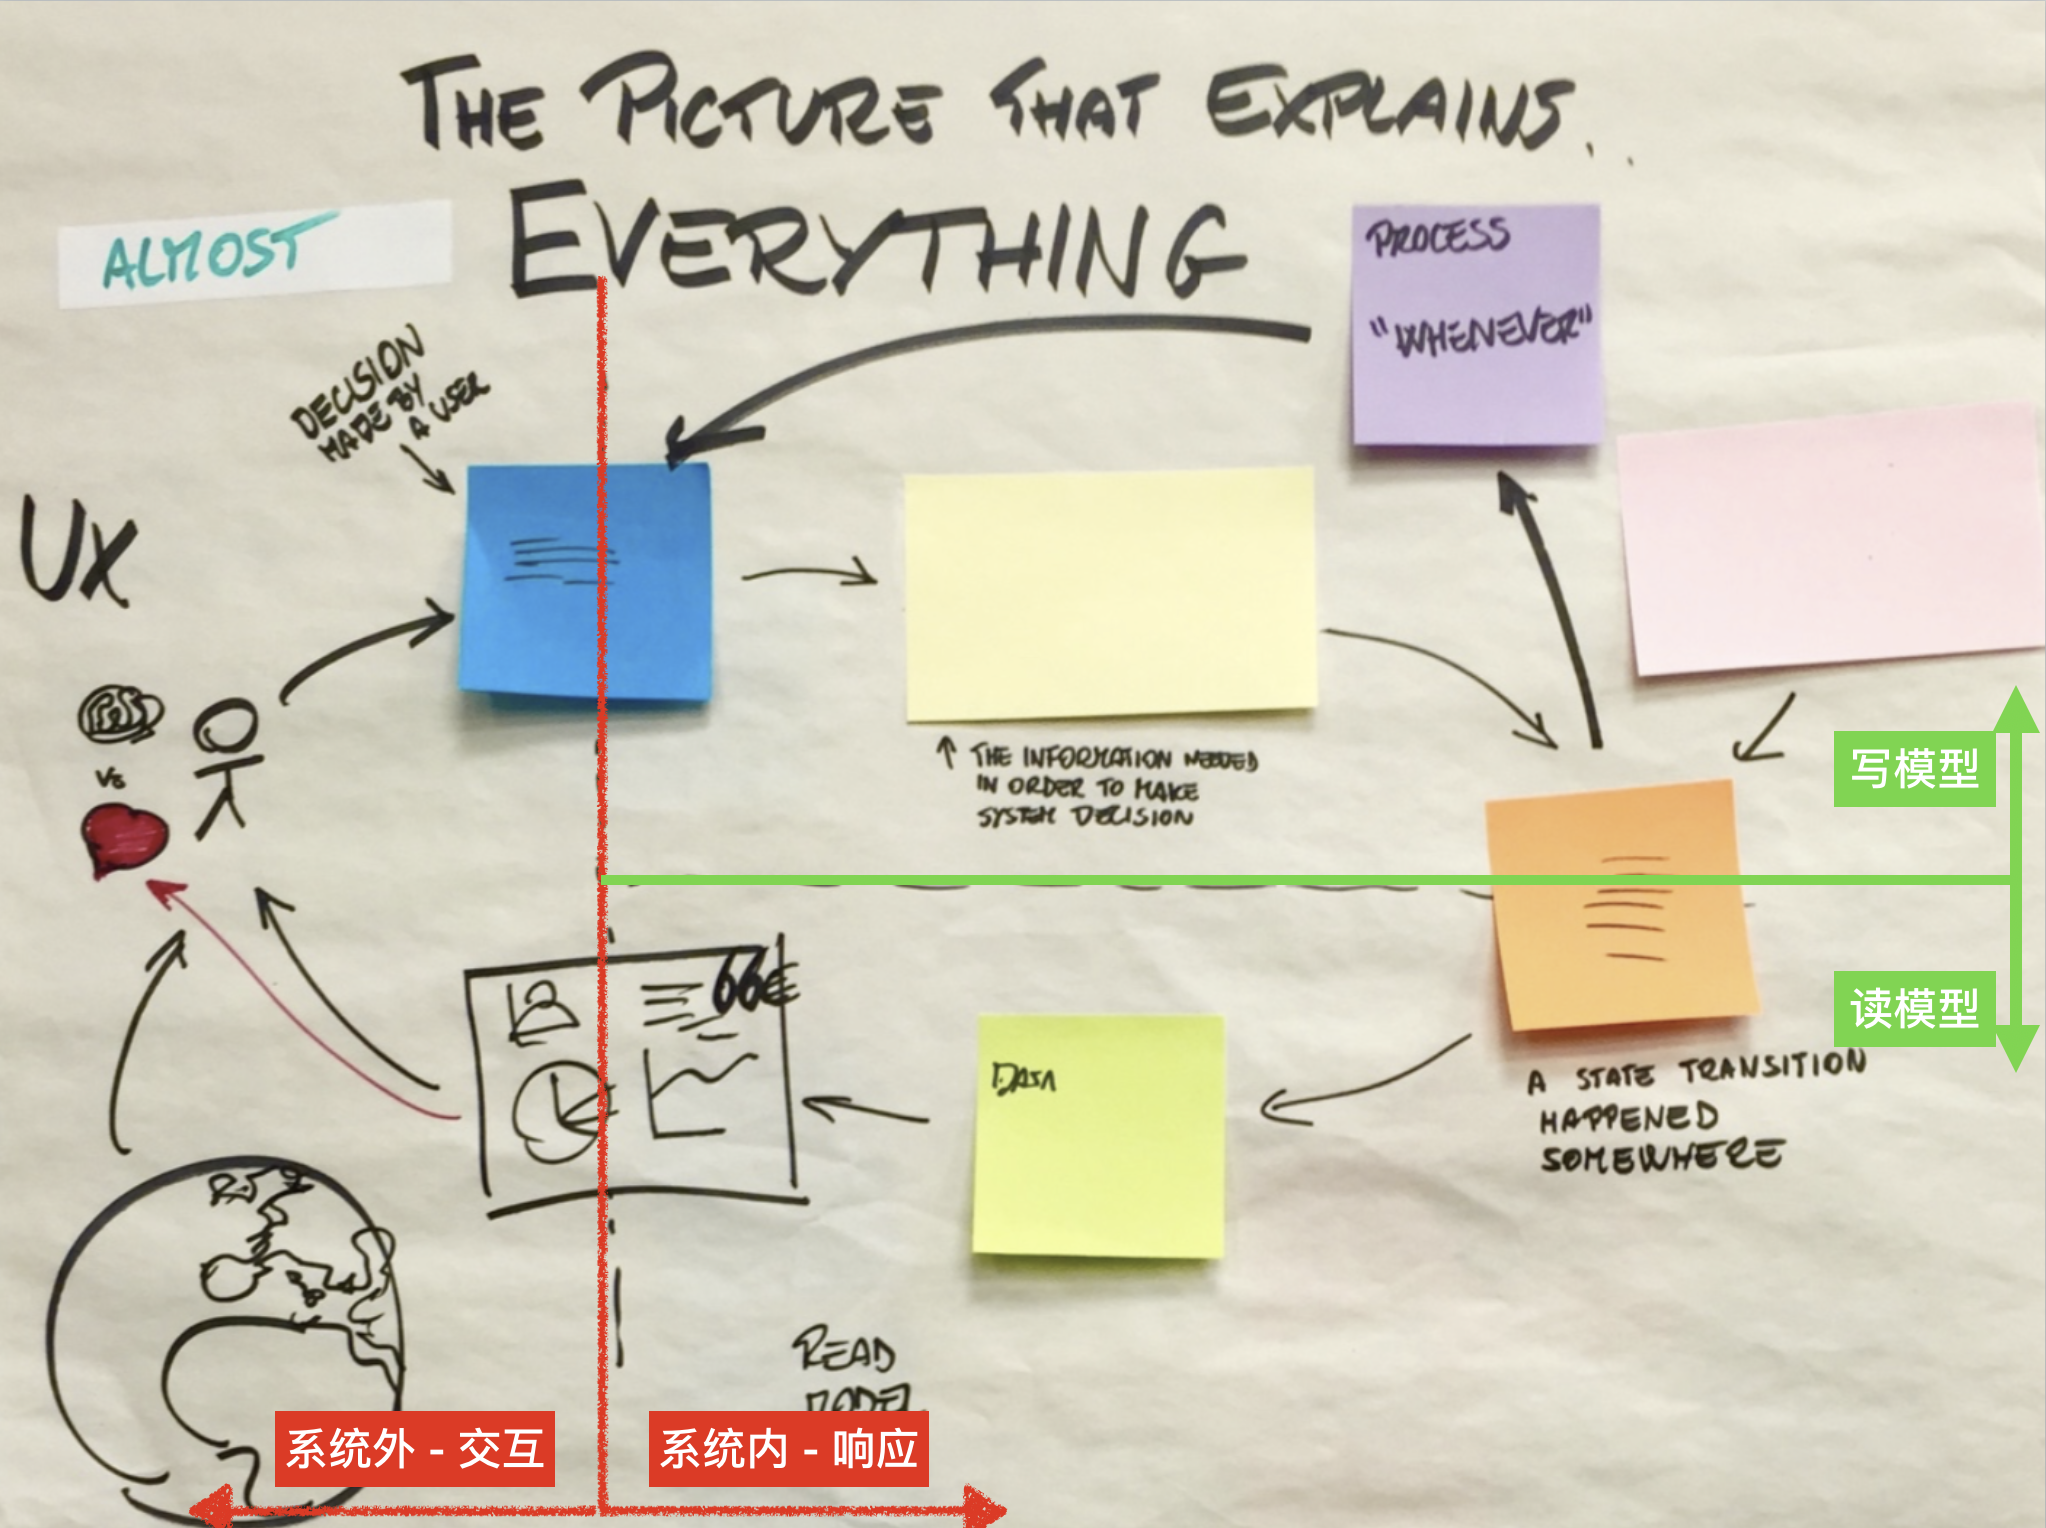 THE PICTURE THAT EXPLAINS..
ALMOST
EVERYTHING
PROCESS
"WHENEVER"
DECISION
MADE BY
A USER
UX
VS
THE INFORMATION NEEDED
IN ORDER TO MAKE
SYSTEM DECISION
写模型
读模型
66€
DATA
A STATE TRANSITION
HAPPENED
SOMEWHERE
READ
MODEL
系统外 - 交互
系统内 - 响应